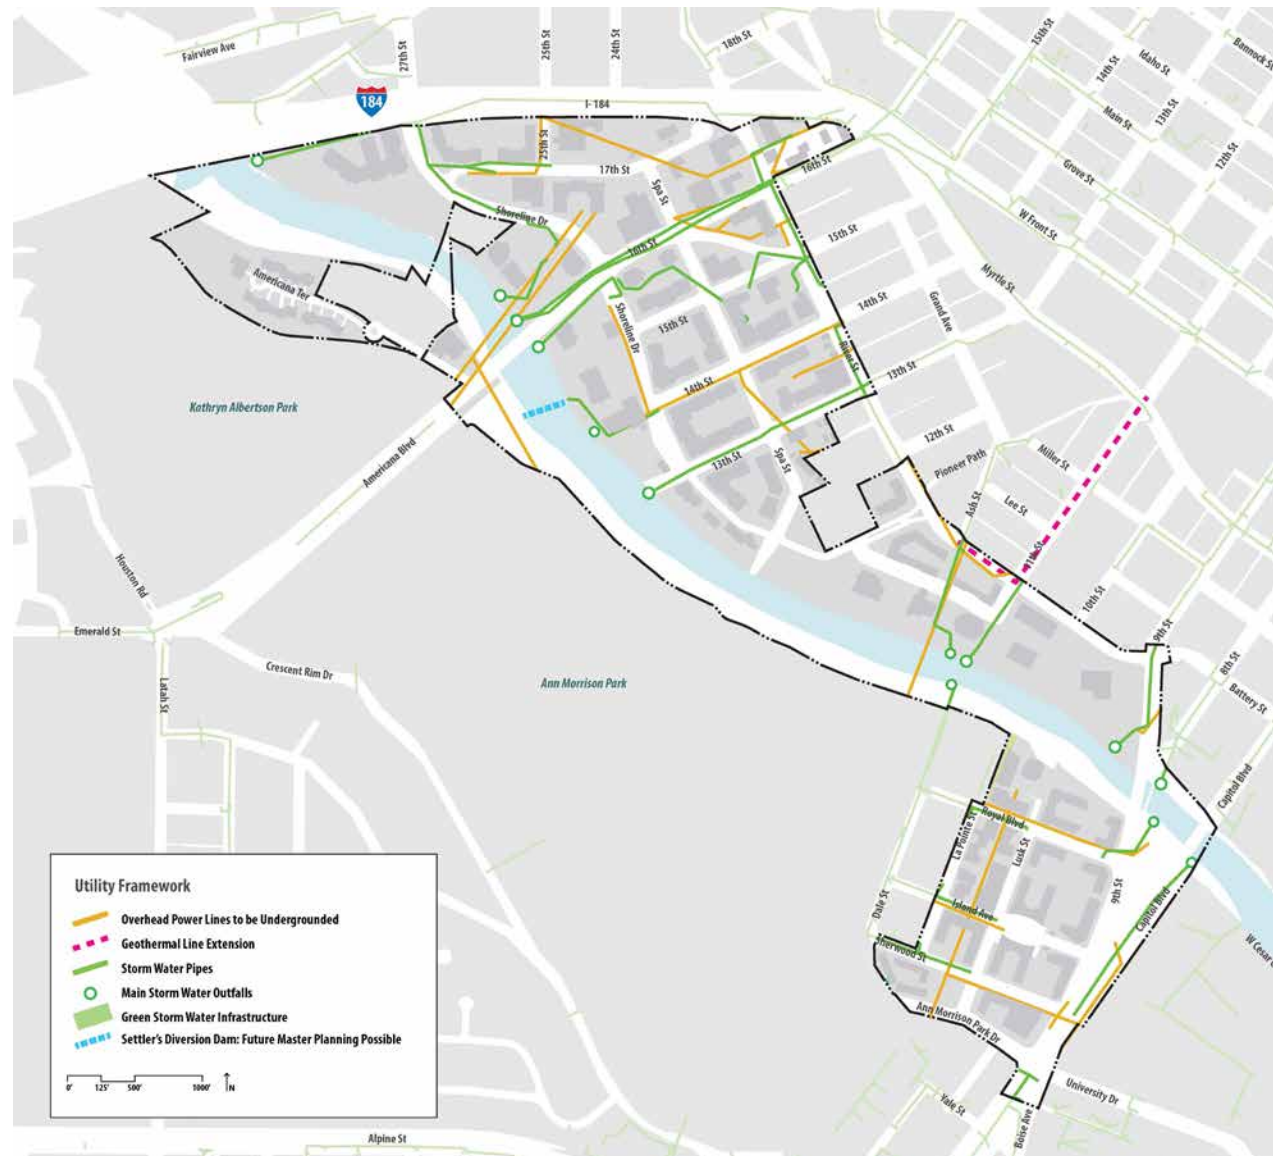 Fairview Ave
27th St
25th St
24th St
18th St
15th St
Idaho St
Bannock St
14th St
13th St
Main St
12th St
184
I-184
Grove St
W Front St
25th St
17th St
16th St
Spa St
Shoreline Dr
16th St
15th St
Myrtle St
Americana Ter
Grand Ave
14th St
Shoreline Dr
15th St
River St
13th St
14th St
Kathryn Albertson Park
Americana Blvd
12th St
13th St
Spa St
Pioneer Path
Miller St
Ash St
Lee St
11th St
Houston Rd
10th St
Emerald St
9th St
8th St
Crescent Rim Dr
Latah St
Ann Morrison Park
Battery St
Capitol Blvd
Royal Blvd
La Pointe St
Lusk St
9th St
Dale St
Island Ave
Capitol Blvd
Sherwood St
W Cesar
Ann Morrison Park Dr
University Dr
Yale St
Boise Ave
Alpine St
Utility Framework
Overhead Power Lines to be Undergrounded
Geothermal Line Extension
Storm Water Pipes
Main Storm Water Outfalls
Green Storm Water Infrastructure
Settler's Diversion Dam: Future Master Planning Possible
0' 125' 500' 1000' N